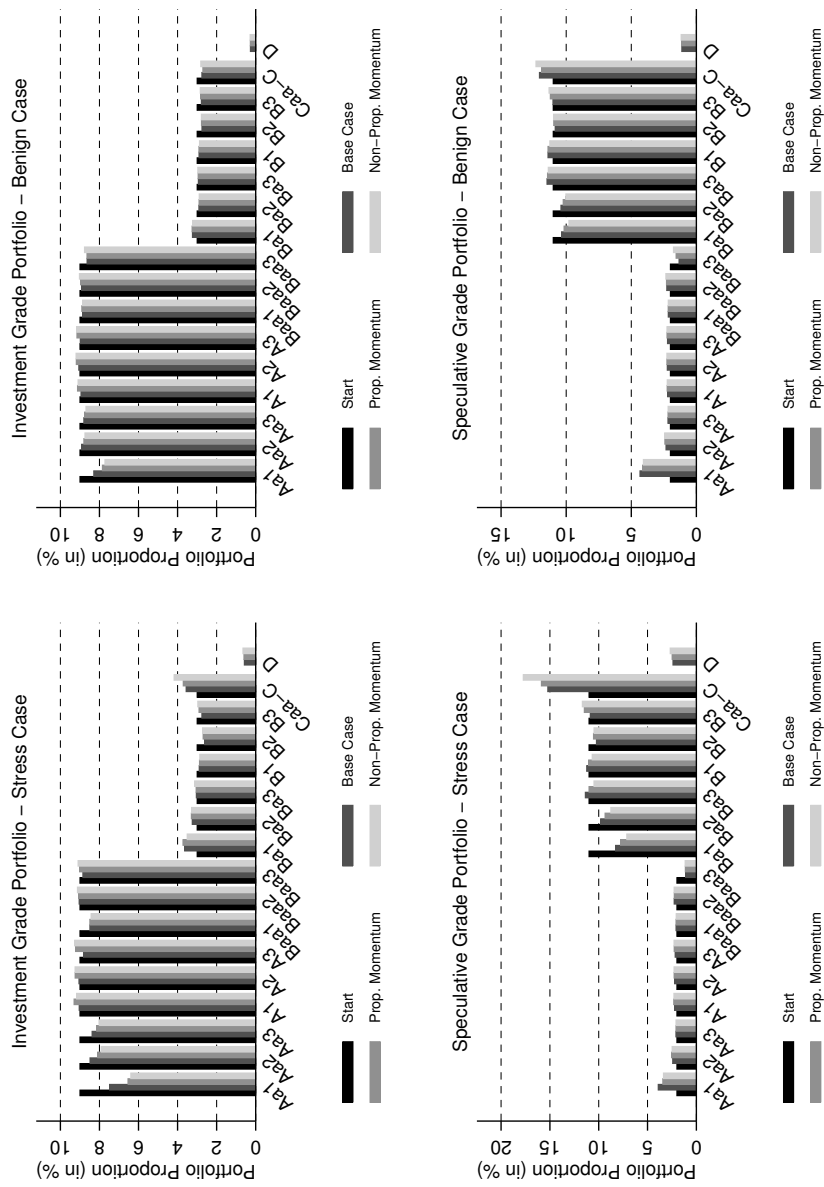 Investment Grade Portfolio – Stress Case
Portfolio Proportion (in %)
0 2 4 6 8 10
Aa1 Aa2 Aa3 A1 A2 A3 Baa1 Baa2 Baa3 Ba1 Ba2 Ba3 B1 B2 B3 Caa−C D
Start
Base Case
Prop. Momentum
Non−Prop. Momentum
Investment Grade Portfolio – Benign Case
Portfolio Proportion (in %)
0 2 4 6 8 10
Aa1 Aa2 Aa3 A1 A2 A3 Baa1 Baa2 Baa3 Ba1 Ba2 Ba3 B1 B2 B3 Caa−C D
Start
Base Case
Prop. Momentum
Non−Prop. Momentum
Speculative Grade Portfolio – Stress Case
Portfolio Proportion (in %)
0 5 10 15 20
Aa1 Aa2 Aa3 A1 A2 A3 Baa1 Baa2 Baa3 Ba1 Ba2 Ba3 B1 B2 B3 Caa−C D
Start
Base Case
Prop. Momentum
Non−Prop. Momentum
Speculative Grade Portfolio – Benign Case
Portfolio Proportion (in %)
0 5 10 15
Aa1 Aa2 Aa3 A1 A2 A3 Baa1 Baa2 Baa3 Ba1 Ba2 Ba3 B1 B2 B3 Caa−C D
Start
Base Case
Prop. Momentum
Non−Prop. Momentum